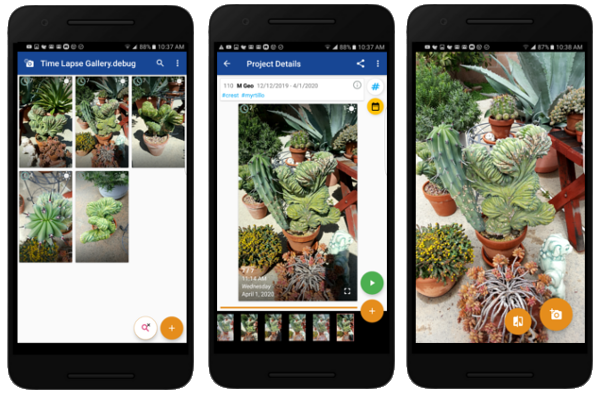 88% 10:37 AM
Time Lapse Gallery.debug
88% 10:37 AM
Project Details
110 M Geo 12/12/2019 - 4/1/2020
#crest #myrtillo
#
11:14 AM
Wednesday
April 1, 2020
87% 10:38 AM